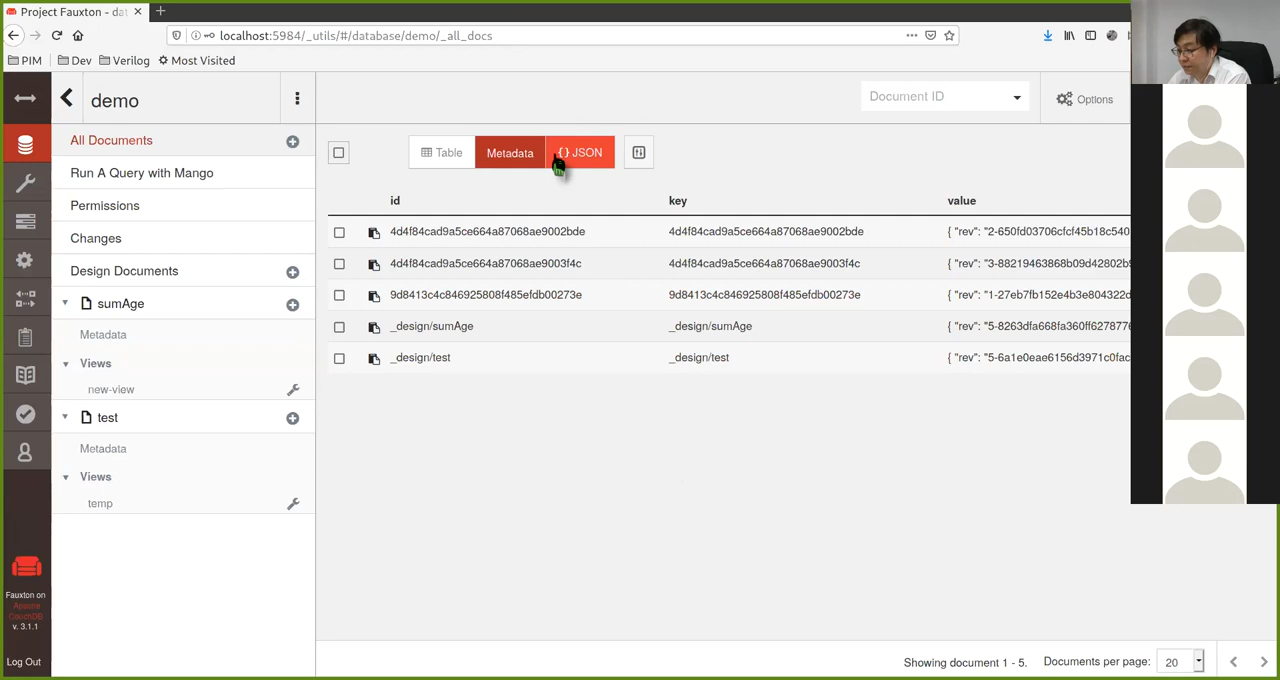 Project Fauxton - dat
localhost:5984/_utils/#/database/demo/_all_docs
PIM Dev Verilog Most Visited
demo
Document ID
Options
All Documents
Run A Query with Mango
Permissions
Changes
Design Documents
sumAge
Metadata
Views
new-view
test
Metadata
Views
temp
Table Metadata {} JSON
id key value
4d4f84cad9a5ce664a87068ae9002bde 4d4f84cad9a5ce664a87068ae9002bde { "rev": "2-650fd03706cfcf45b18c540
4d4f84cad9a5ce664a87068ae9003f4c 4d4f84cad9a5ce664a87068ae9003f4c { "rev": "3-88219463868b09d42802b9
9d8413c4c846925808f485efdb00273e 9d8413c4c846925808f485efdb00273e { "rev": "1-27eb7fb152e4b3e804322d
_design/sumAge _design/sumAge { "rev": "5-8263dfa668fa360ff6278776
_design/test _design/test { "rev": "5-6a1e0eae6156d3971c0fac
Fauxton on
Apache
CouchDB
v. 3.1.1
Log Out
Showing document 1 - 5. Documents per page: 20